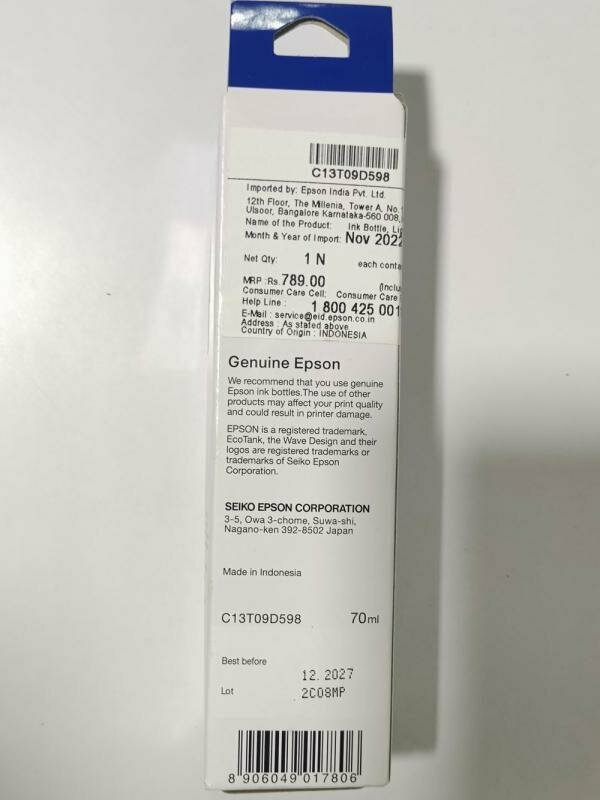 C13T09D598
Imported by: Epson India Pvt. Ltd.
12th Floor, The Millenia, Tower A, No.
Ulsoor, Bangalore Karnataka-560 008,
Name of the Product: Ink Bottle,
Month & Year of Import: Nov 2022
Net Qty: 1 N each
MRP :Rs.789.00
Consumer Care Cell: Consumer Care
Help Line : 1 800 425 001
E-Mail : service@eid.epson.co.in
Address : As stated above
Country of Origin : INDONESIA
Genuine Epson
We recommend that you use genuine
Epson ink bottles.The use of other
products may affect your print quality
and could result in printer damage.
EPSON is a registered trademark,
EcoTank, the Wave Design and their
logos are registered trademarks or
trademarks of Seiko Epson
Corporation.
SEIKO EPSON CORPORATION
3-5, Owa 3-chome, Suwa-shi,
Nagano-ken 392-8502 Japan
Made in Indonesia
C13T09D598 70ml
Best before 12. 2027
Lot 2C08MP
8 906049 017806